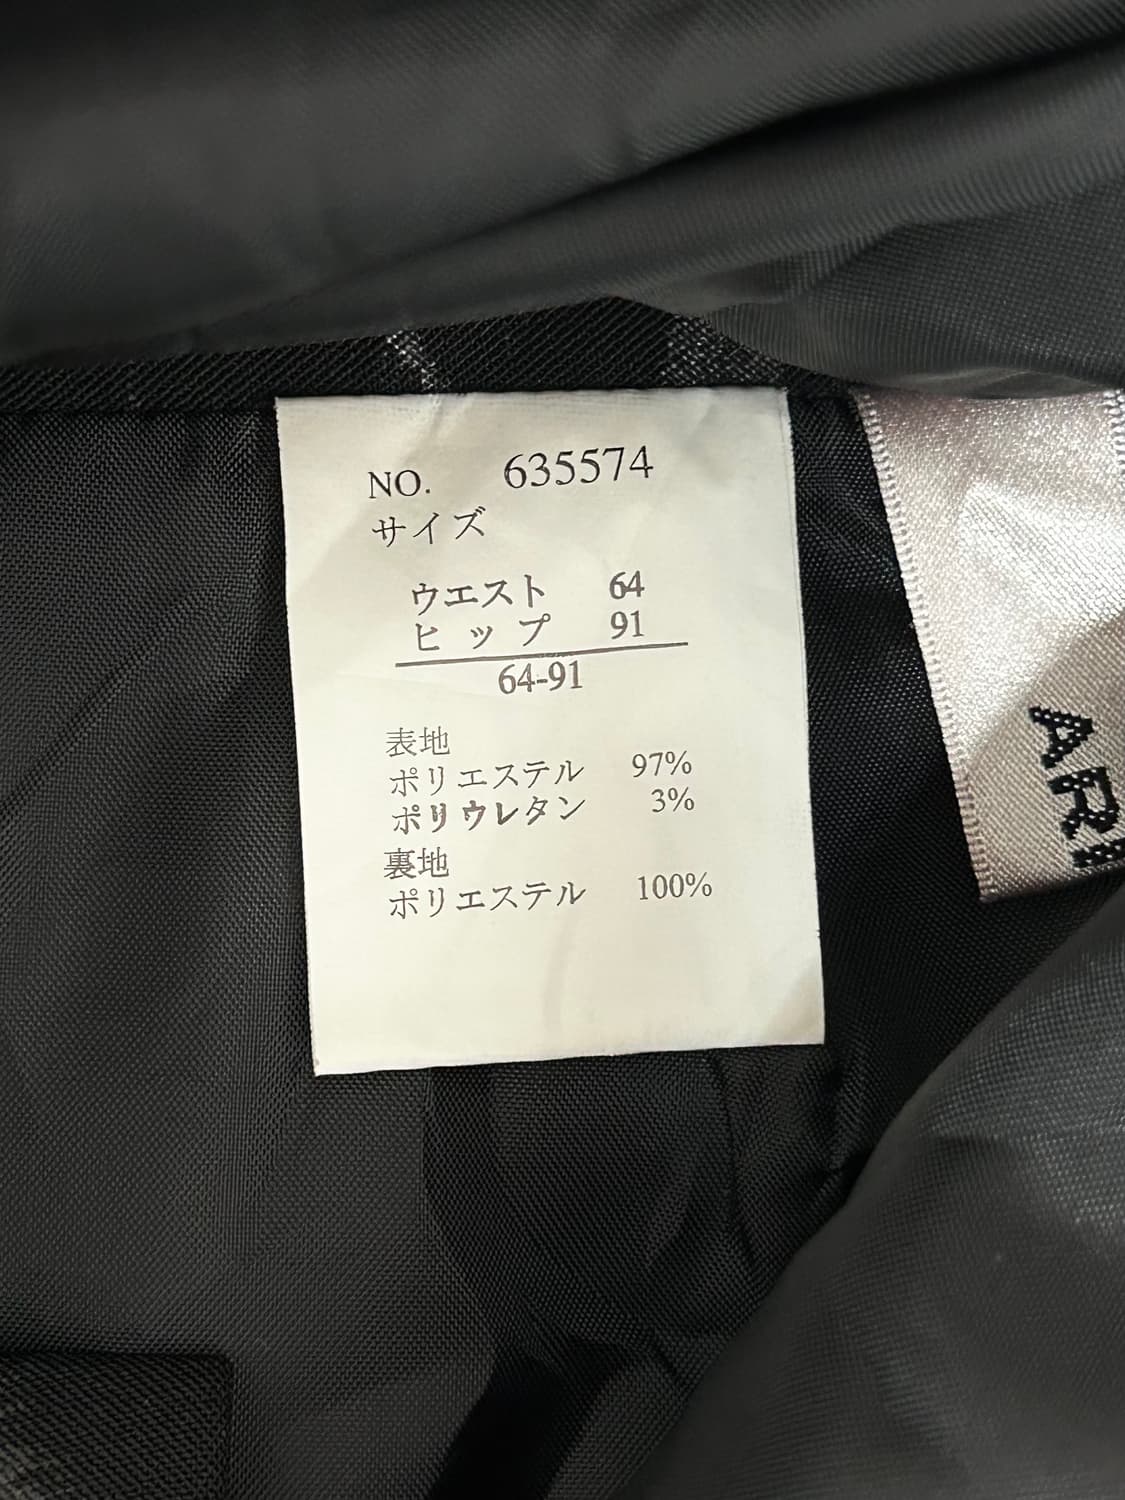 NO. 635574
サイズ
ウエスト 64
ヒップ 91
64-91
表地
ポリエステル 97%
ポリウレタン 3%
裏地
ポリエステル 100%